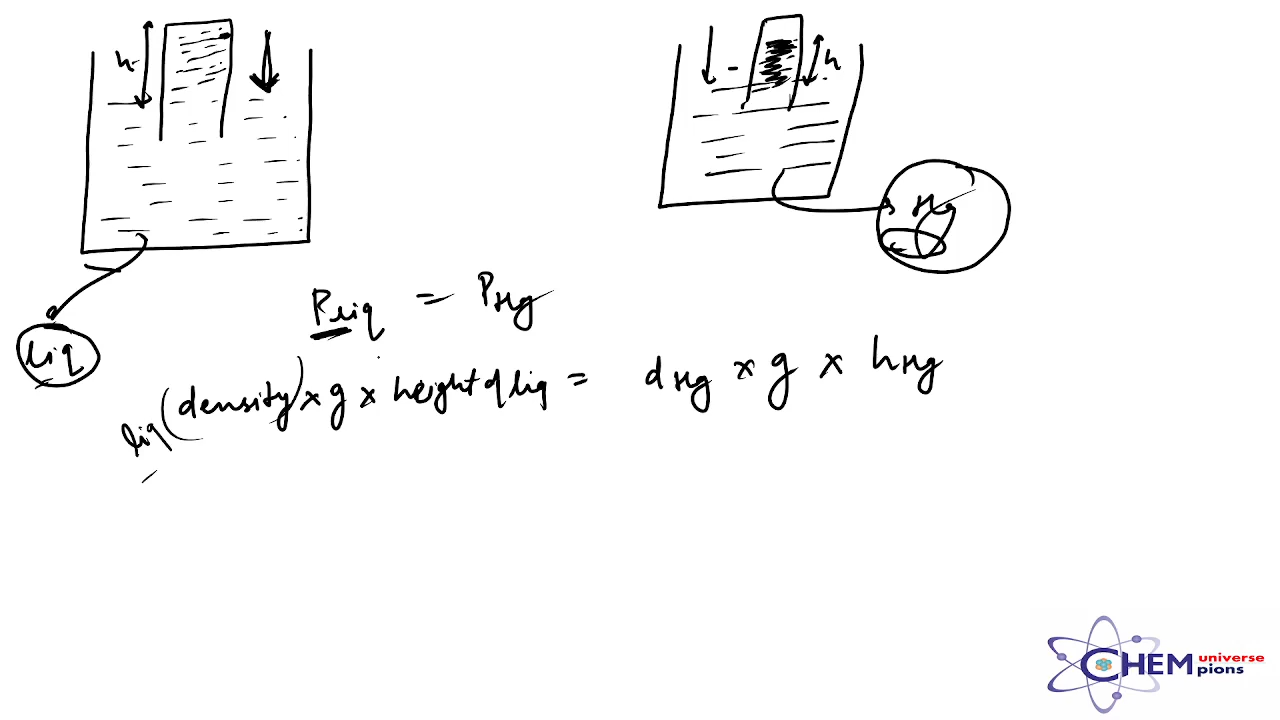 h
h
Hg
liq
Pliq = PHg
liq (density) x g x height of liq = dHg x g x hHg
CHEM universe
pions